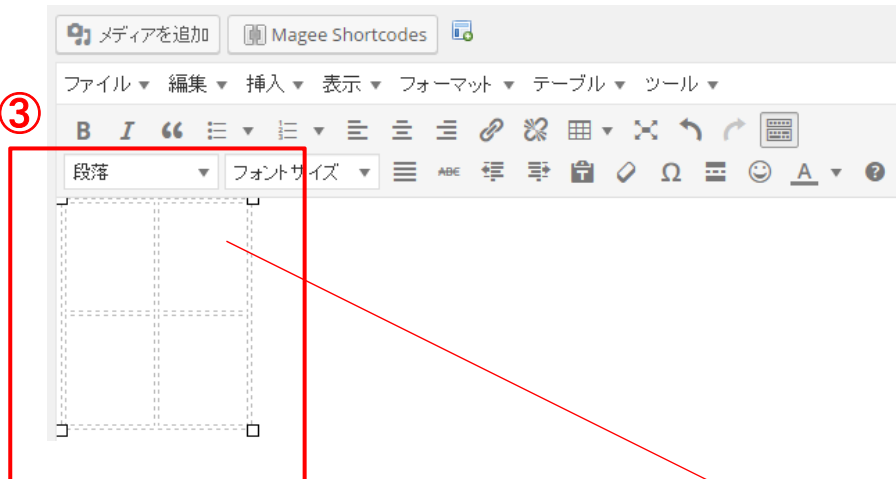 メディアを追加 Magee Shortcodes
ファイル 編集 挿入 表示 フォーマット テーブル ツール
③
B I
段落 フォントサイズ ABC T Ω A ?